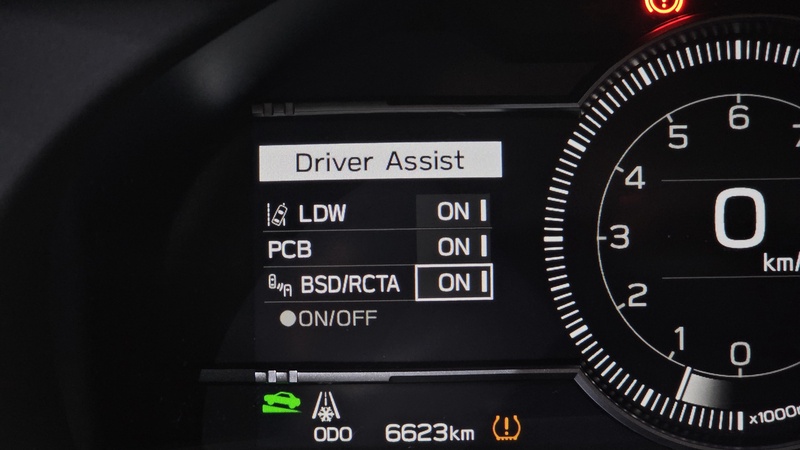 Driver Assist
LDW ON
PCB ON
BSD/RCTA ON
ON/OFF
ODO 6623km
7
6
5
4
3
2
1
0
0
km/
x1000r